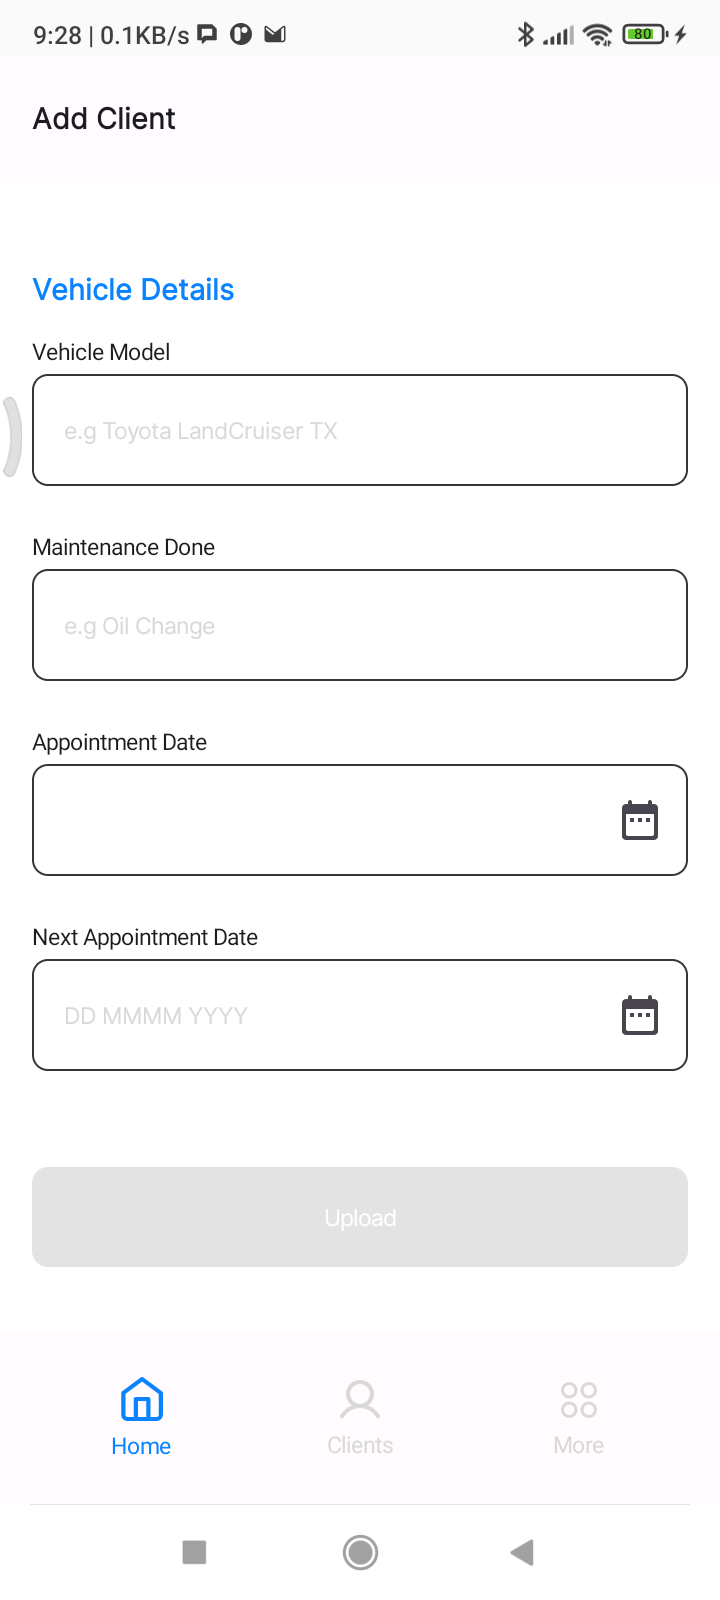 9:28 | 0.1KB/s 80
Add Client
Vehicle Details
Vehicle Model
e.g Toyota LandCruiser TX
Maintenance Done
e.g Oil Change
Appointment Date
Next Appointment Date
DD MMMM YYYY
Upload
Home Clients More